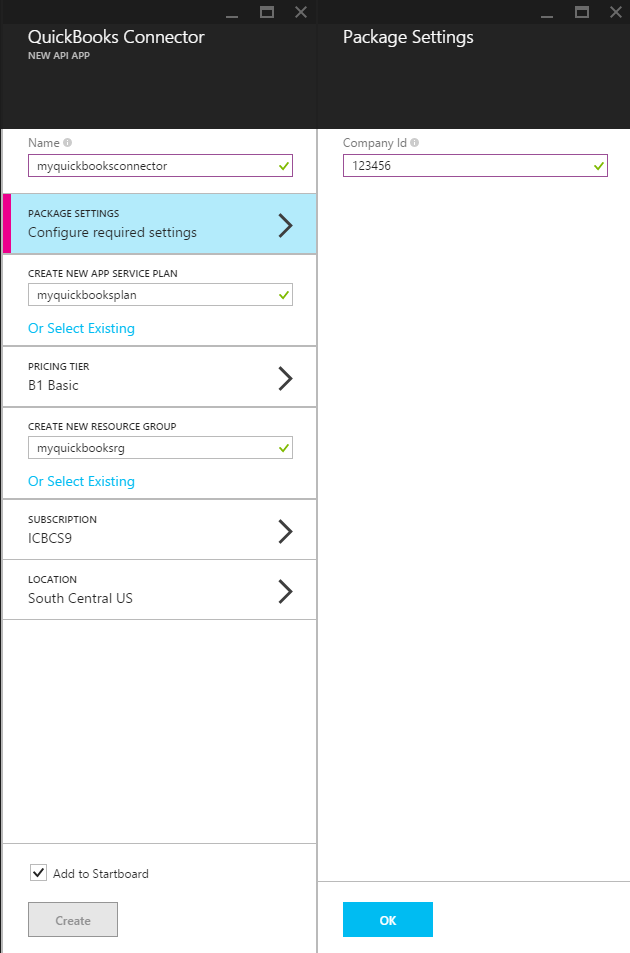 QuickBooks Connector
NEW API APP
Name
myquickbooksconnector
PACKAGE SETTINGS
Configure required settings
CREATE NEW APP SERVICE PLAN
myquickbooksplan
Or Select Existing
PRICING TIER
B1 Basic
CREATE NEW RESOURCE GROUP
myquickbooksrg
Or Select Existing
SUBSCRIPTION
ICBCS9
LOCATION
South Central US
Add to Startboard
Create
Package Settings
Company Id
123456
OK